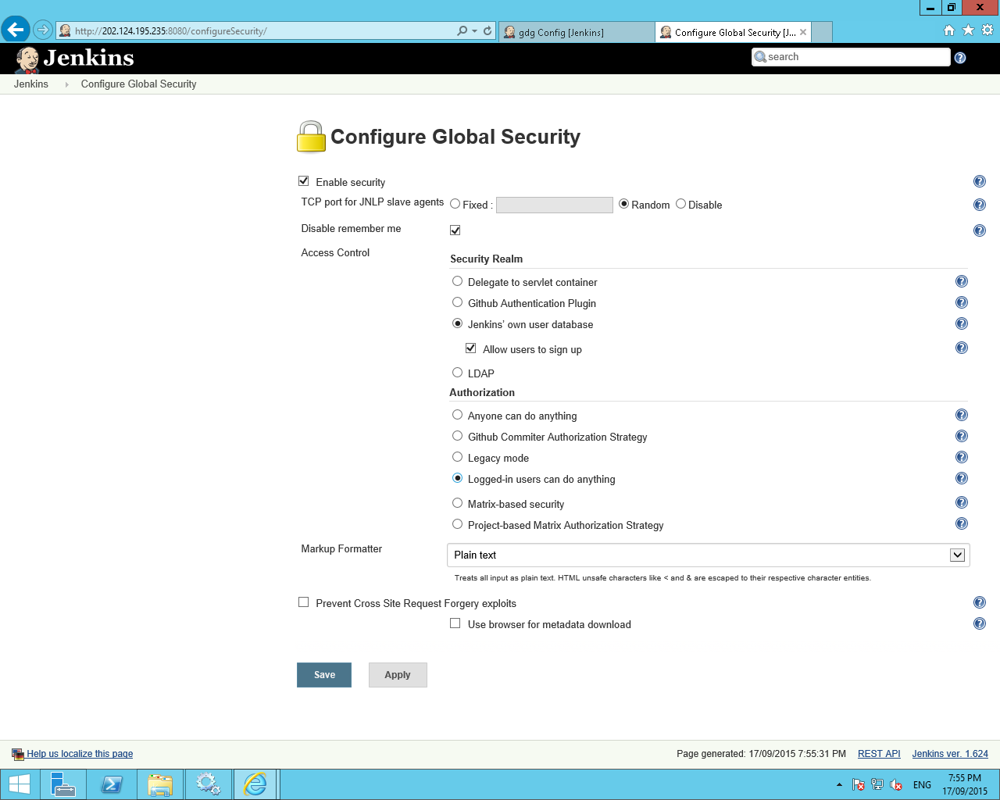 http://202.124.195.235:8080/configureSecurity/
gdg Config [Jenkins]
Configure Global Security [J...
Jenkins
search
Jenkins
Configure Global Security
Configure Global Security
Enable security
TCP port for JNLP slave agents
Fixed :
Random
Disable
Disable remember me
Access Control
Security Realm
Delegate to servlet container
Github Authentication Plugin
Jenkins' own user database
Allow users to sign up
LDAP
Authorization
Anyone can do anything
Github Commiter Authorization Strategy
Legacy mode
Logged-in users can do anything
Matrix-based security
Project-based Matrix Authorization Strategy
Markup Formatter
Plain text
Treats all input as plain text. HTML unsafe characters like < and & are escaped to their respective character entities.
Prevent Cross Site Request Forgery exploits
Use browser for metadata download
Save
Apply
Help us localize this page
Page generated: 17/09/2015 7:55:31 PM
REST API
Jenkins ver. 1.624
ENG
7:55 PM
17/09/2015